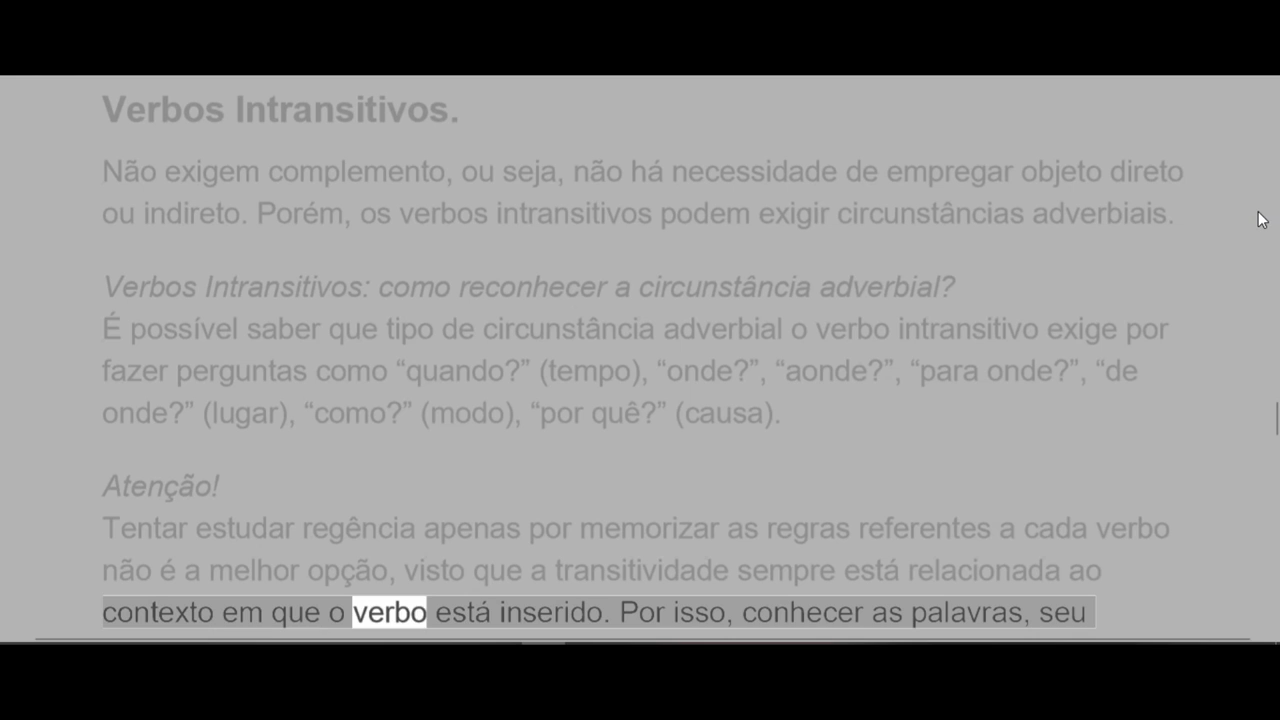 Verbos Intransitivos.
Não exigem complemento, ou seja, não há necessidade de empregar objeto direto
ou indireto. Porém, os verbos intransitivos podem exigir circunstâncias adverbiais.
Verbos Intransitivos: como reconhecer a circunstância adverbial?
É possível saber que tipo de circunstância adverbial o verbo intransitivo exige por
fazer perguntas como “quando?” (tempo), “onde?”, “aonde?”, “para onde?”, “de
onde?” (lugar), “como?” (modo), “por quê?” (causa).
Atenção!
Tentar estudar regência apenas por memorizar as regras referentes a cada verbo
não é a melhor opção, visto que a transitividade sempre está relacionada ao
contexto em que o verbo está inserido. Por isso, conhecer as palavras, seu